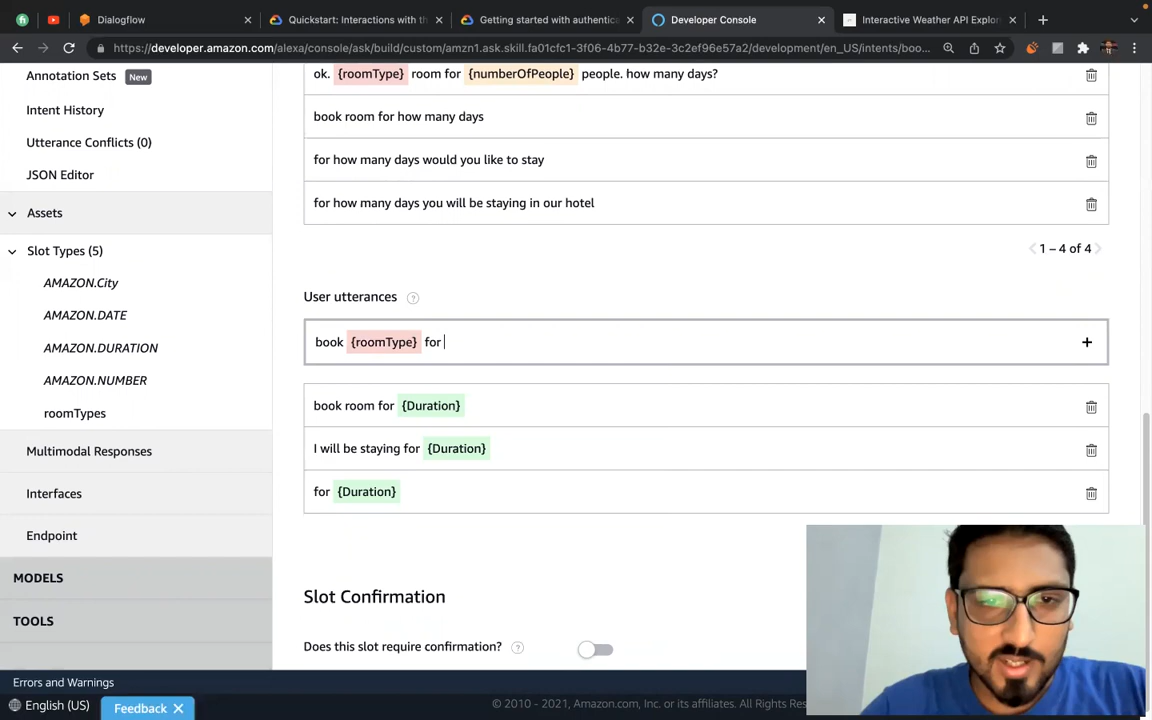 Dialogflow
Quickstart: Interactions with th
Getting started with authentica
Developer Console
Interactive Weather API Explor
https://developer.amazon.com/alexa/console/ask/build/custom/amzn1.ask.skill.fa01cfc1-3f06-4b77-b32e-3c2ef96e57a2/development/en_US/intents/boo...
Annotation Sets New
Intent History
Utterance Conflicts (0)
JSON Editor
Assets
Slot Types (5)
AMAZON.City
AMAZON.DATE
AMAZON.DURATION
AMAZON.NUMBER
roomTypes
Multimodal Responses
Interfaces
Endpoint
MODELS
TOOLS
ok. {roomType} room for {numberOfPeople} people. how many days?
book room for how many days
for how many days would you like to stay
for how many days you will be staying in our hotel
1 – 4 of 4
User utterances
book {roomType} for
book room for {Duration}
I will be staying for {Duration}
for {Duration}
Slot Confirmation
Does this slot require confirmation?
Errors and Warnings
English (US)
Feedback
© 2010 - 2021, Amazon.com, Inc. or its affiliates. All Rights Rese